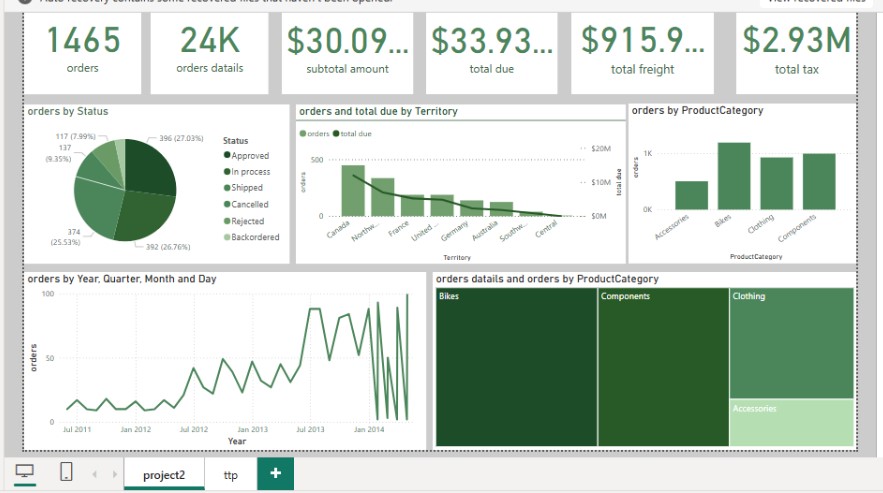 Auto recovery contains some recovered files that haven't been opened.
View recovered files
1465
orders
24K
orders datails
$30.09...
subtotal amount
$33.93...
total due
$915.9...
total freight
$2.93M
total tax
orders by Status
117 (7.99%)
137
(9.35%)
374
(25.53%)
396 (27.03%)
392 (26.76%)
Status
Approved
In process
Shipped
Cancelled
Rejected
Backordered
orders and total due by Territory
orders
total due
500
0
orders
$20M
$10M
$0M
total due
Canada
Northw...
France
United ...
Germany
Australia
Southw...
Central
Territory
orders by ProductCategory
1K
0K
orders
Accessories
Bikes
Clothing
Components
ProductCategory
orders by Year, Quarter, Month and Day
100
50
0
orders
Jul 2011
Jan 2012
Jul 2012
Jan 2013
Jul 2013
Jan 2014
Year
orders datails and orders by ProductCategory
Bikes
Components
Clothing
Accessories
project2
ttp
+